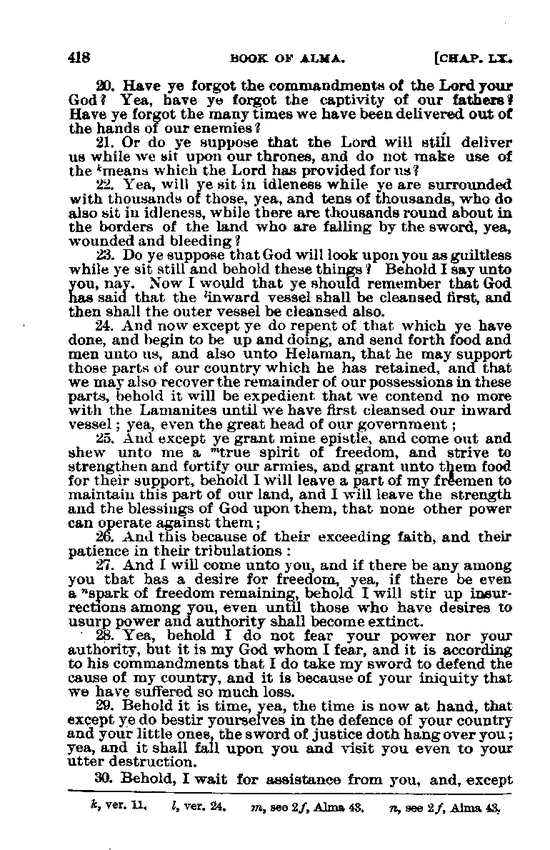 418 BOOK OF ALMA. [CHAP. LX.
20. Have ye forgot the commandments of the Lord your
God? Yea, have ye forgot the captivity of our fathers?
Have ye forgot the many times we have been delivered out of
the hands of our enemies?
21. Or do ye suppose that the Lord will still deliver
us while we sit upon our thrones, and do not make use of
the kmeans which the Lord has provided for us?
22. Yea, will ye sit in idleness while ye are surrounded
with thousands of those, yea, and tens of thousands, who do
also sit in idleness, while there are thousands round about in
the borders of the land who are falling by the sword, yea,
wounded and bleeding?
23. Do ye suppose that God will look upon you as guiltless
while ye sit still and behold these things? Behold I say unto
you, nay. Now I would that ye should remember that God
has said that the linward vessel shall be cleansed first, and
then shall the outer vessel be cleansed also.
24. And now except ye do repent of that which ye have
done, and begin to be up and doing, and send forth food and
men unto us, and also unto Helaman, that he may support
those parts of our country which he has retained, and that
we may also recover the remainder of our possessions in these
parts, behold it will be expedient that we contend no more
with the Lamanites until we have first cleansed our inward
vessel; yea, even the great head of our government;
25. And except ye grant mine epistle, and come out and
shew unto me a mtrue spirit of freedom, and strive to
strengthen and fortify our armies, and grant unto them food
for their support, behold I will leave a part of my freemen to
maintain this part of our land, and I will leave the strength
and the blessings of God upon them, that none other power
can operate against them;
26. And this because of their exceeding faith, and their
patience in their tribulations:
27. And I will come unto you, and if there be any among
you that has a desire for freedom, yea, if there be even
a nspark of freedom remaining, behold I will stir up insur-
rections among you, even until those who have desires to
usurp power and authority shall become extinct.
28. Yea, behold I do not fear your power nor your
authority, but it is my God whom I fear, and it is according
to his commandments that I do take my sword to defend the
cause of my country, and it is because of your iniquity that
we have suffered so much loss.
29. Behold it is time, yea, the time is now at hand, that
except ye do bestir yourselves in the defence of your country
and your little ones, the sword of justice doth hang over you;
yea, and it shall fall upon you and visit you even to your
utter destruction.
30. Behold, I wait for assistance from you, and, except
k, ver. 11. l, ver. 24. m, see 2f, Alma 43. n, see 2f, Alma 43.